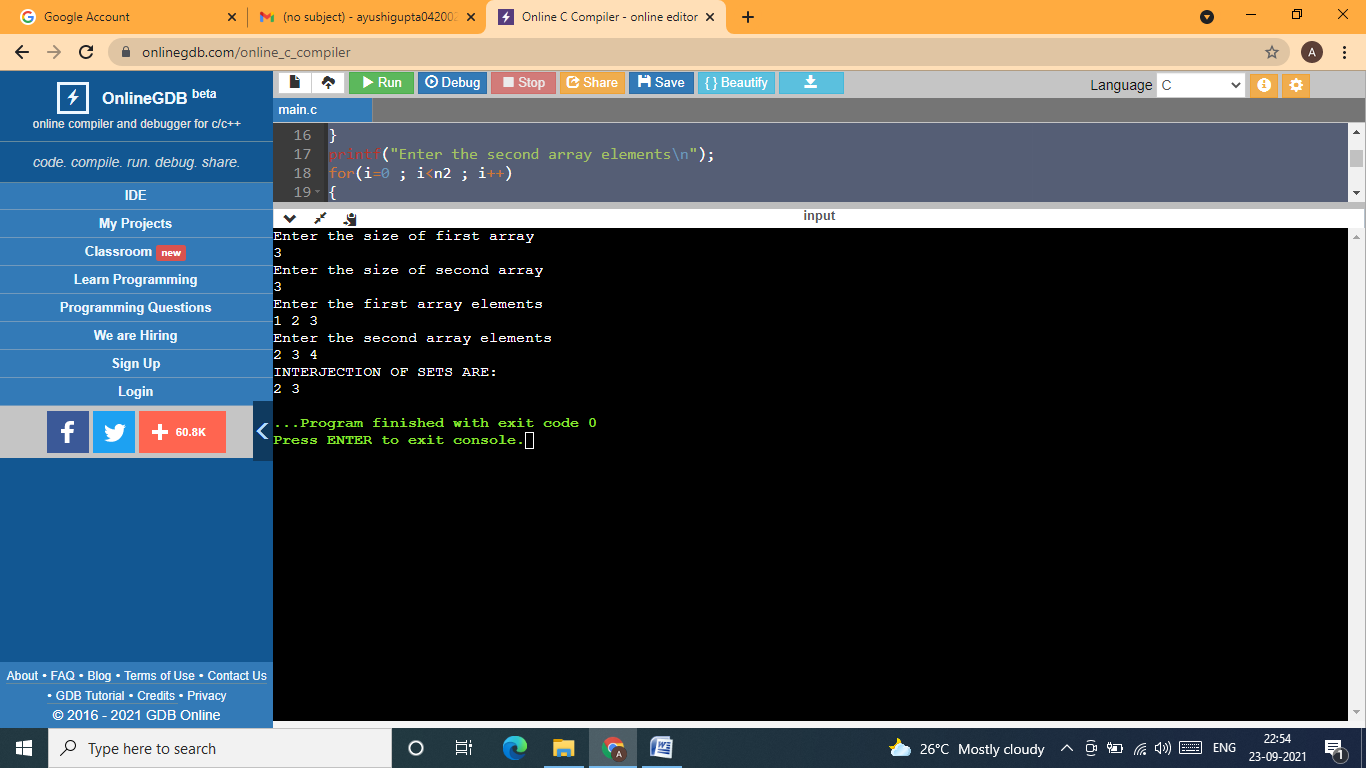 Google Account
(no subject) - ayushigupta04200
Online C Compiler - online editor
onlinegdb.com/online_c_compiler
A
OnlineGDB beta
online compiler and debugger for c/c++
code. compile. run. debug. share.
IDE
My Projects
Classroom new
Learn Programming
Programming Questions
We are Hiring
Sign Up
Login
60.8K
About • FAQ • Blog • Terms of Use • Contact Us
• GDB Tutorial • Credits • Privacy
© 2016 - 2021 GDB Online
Run Debug Stop Share Save { } Beautify
Language C
main.c
16 }
17 printf("Enter the second array elements\n");
18 for(i=0 ; i<n2 ; i++)
19 {
input
Enter the size of first array
3
Enter the size of second array
3
Enter the first array elements
1 2 3
Enter the second array elements
2 3 4
INTERJECTION OF SETS ARE:
2 3
...Program finished with exit code 0
Press ENTER to exit console.
Type here to search
26°C Mostly cloudy
ENG
22:54
23-09-2021
1